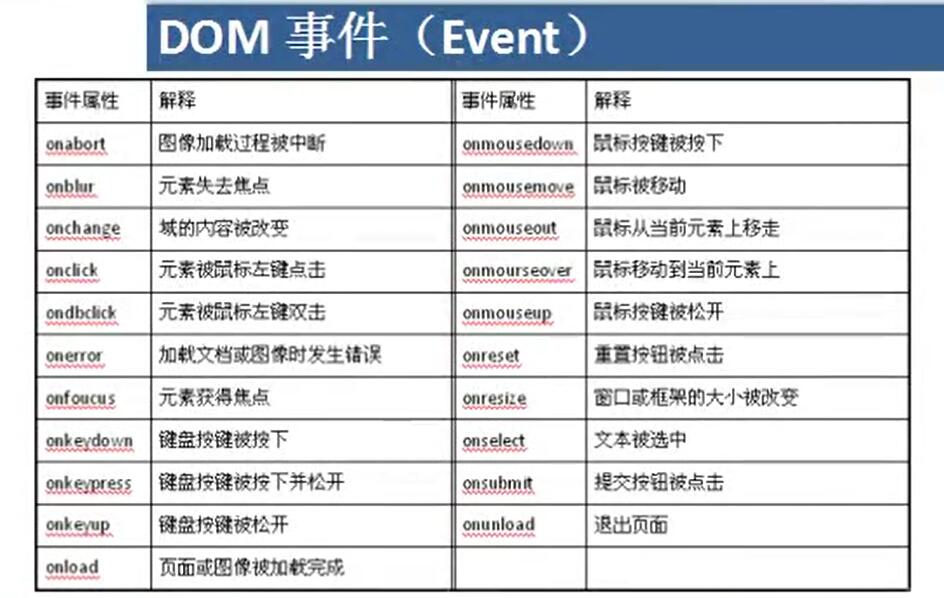 DOM 事件（Event）
事件属性 解释 事件属性 解释
onabort 图像加载过程被中断 onmousedown 鼠标按键被按下
onblur 元素失去焦点 onmousemove 鼠标被移动
onchange 域的内容被改变 onmouseout 鼠标从当前元素上移走
onclick 元素被鼠标左键点击 onmourseover 鼠标移动到当前元素上
ondbclick 元素被鼠标左键双击 onmouseup 鼠标按键被松开
onerror 加载文档或图像时发生错误 onreset 重置按钮被点击
onfoucus 元素获得焦点 onresize 窗口或框架的大小被改变
onkeydown 键盘按键被按下 onselect 文本被选中
onkeypress 键盘按键被按下并松开 onsubmit 提交按钮被点击
onkeyup 键盘按键被松开 onunload 退出页面
onload 页面或图像被加载完成